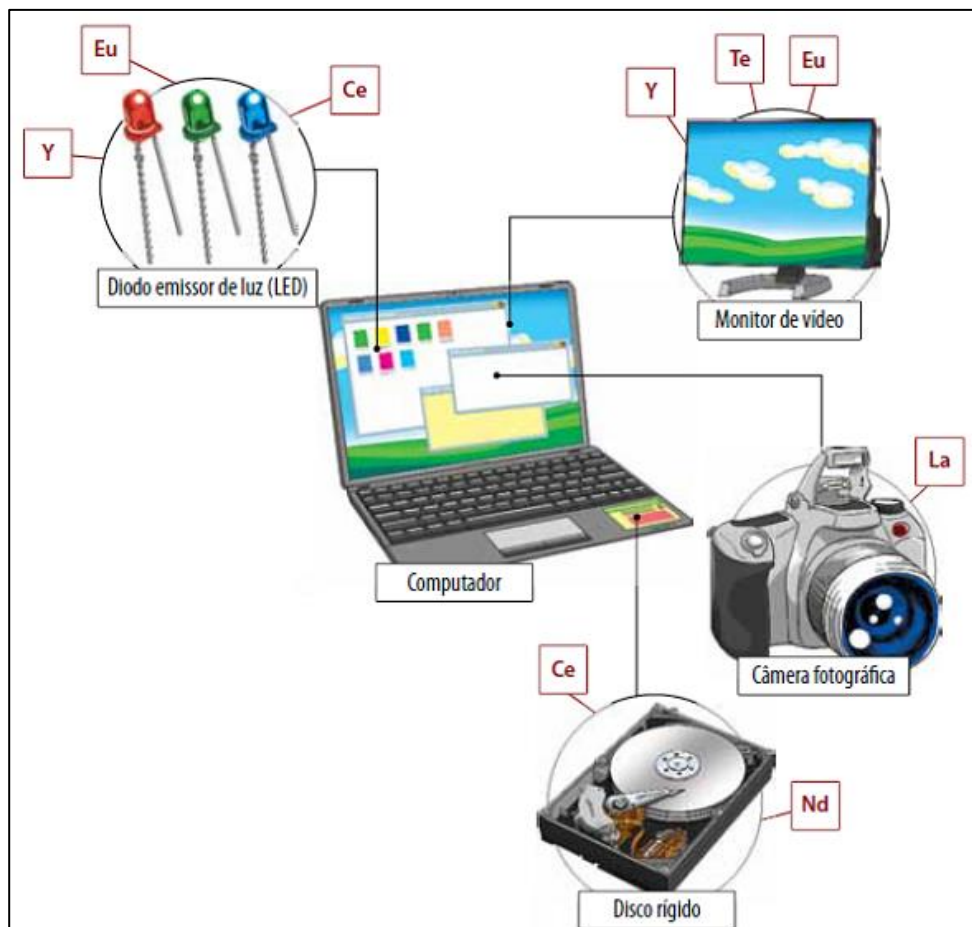 Eu
Ce
Y
Diodo emissor de luz (LED)
Te
Eu
Y
Monitor de vídeo
Computador
La
Câmera fotográfica
Ce
Nd
Disco rígido